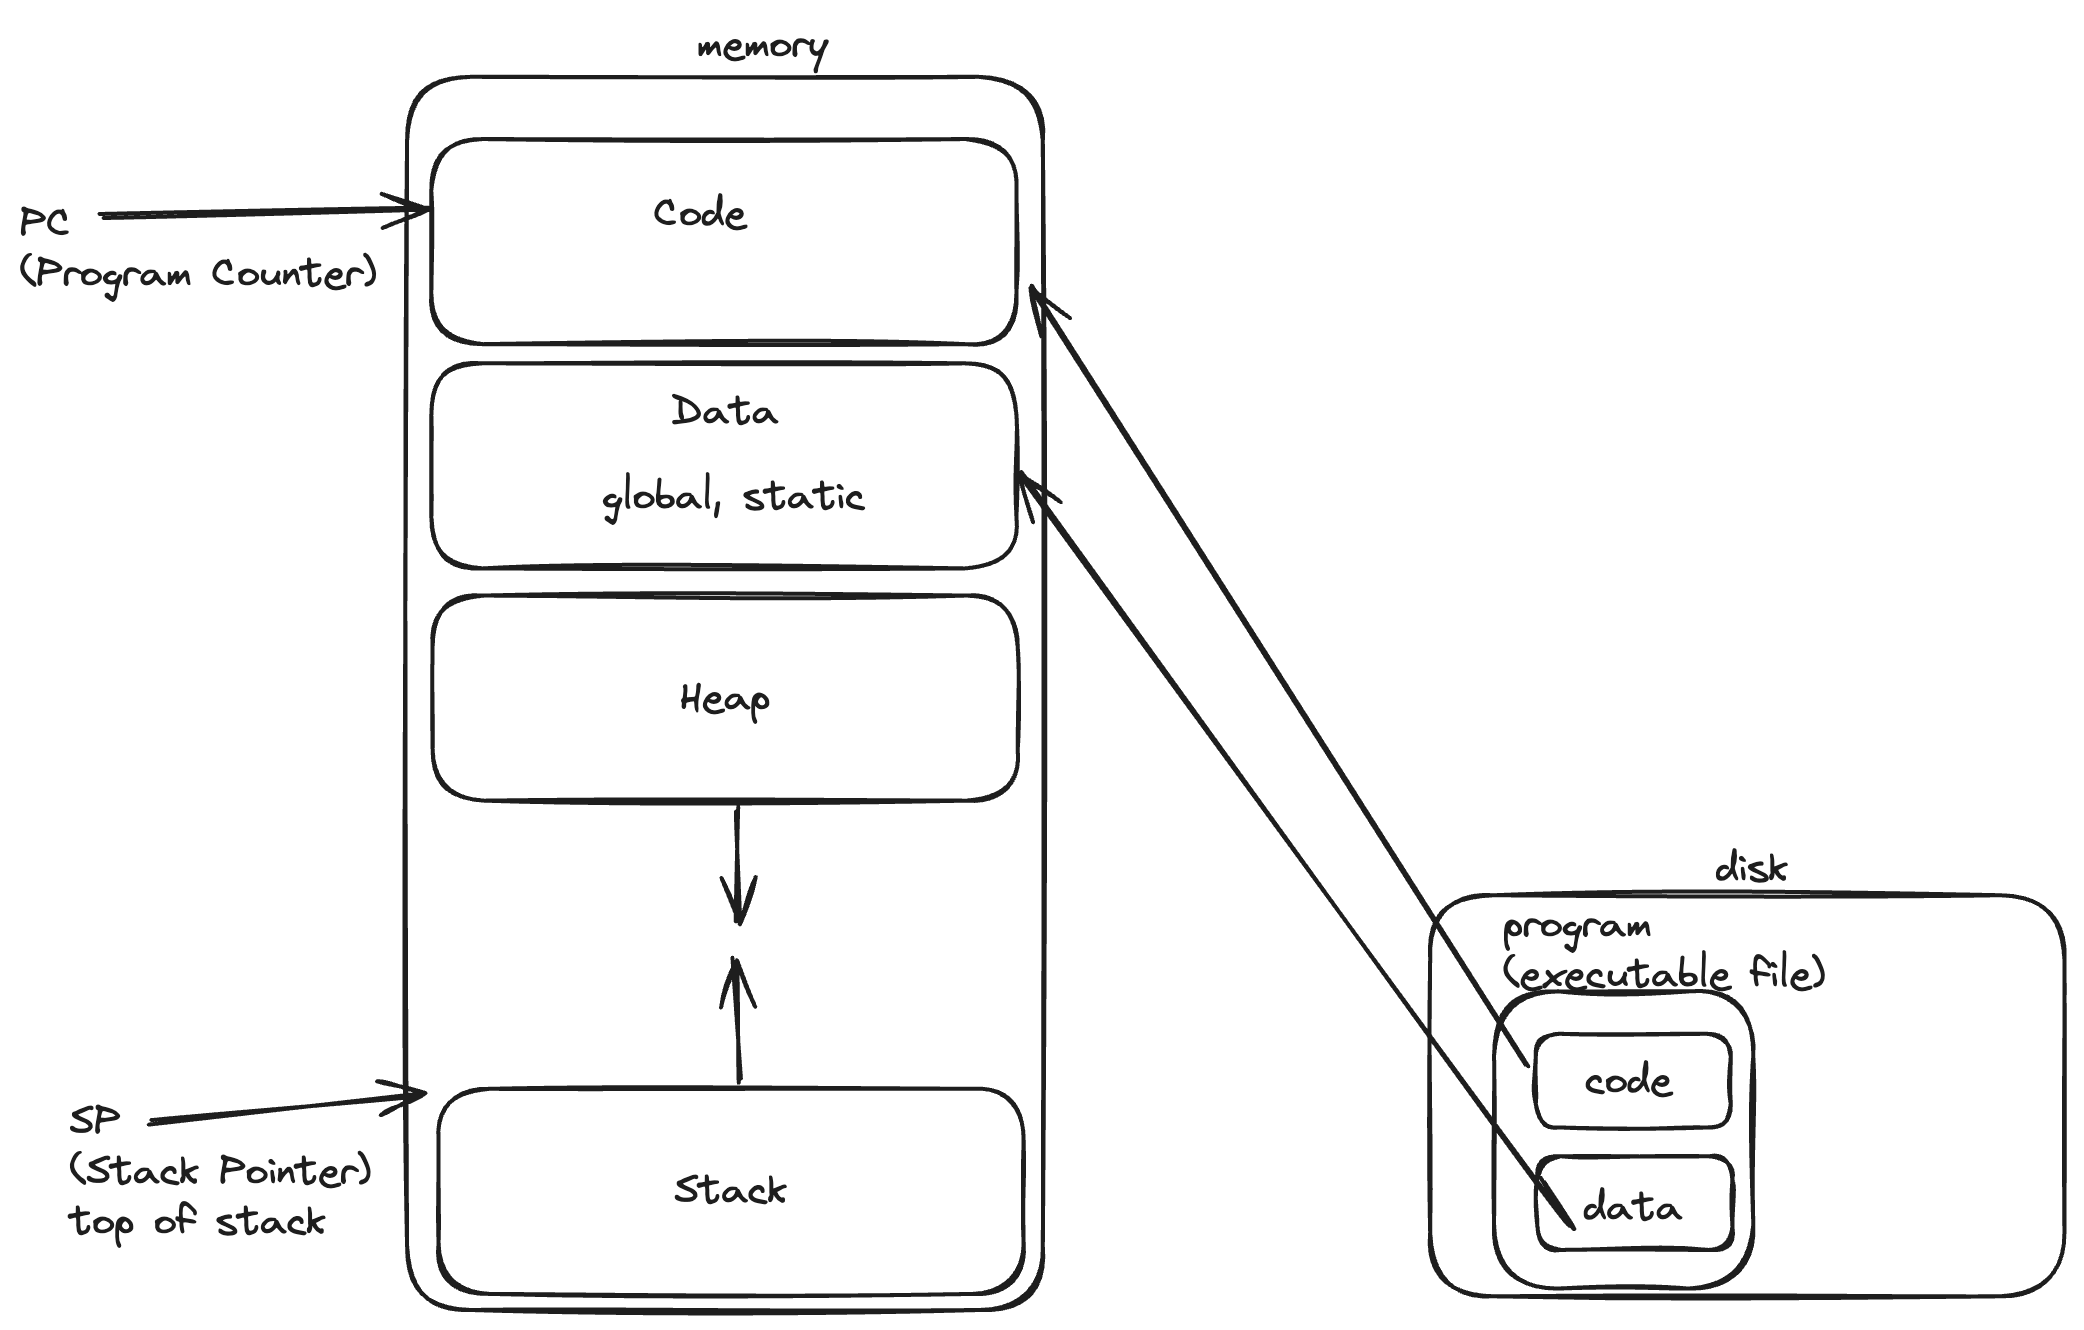 memory
Code
PC
(Program Counter)
Data
global, static
Heap
SP
(Stack Pointer)
top of stack
Stack
disk
program
(executable file)
code
data